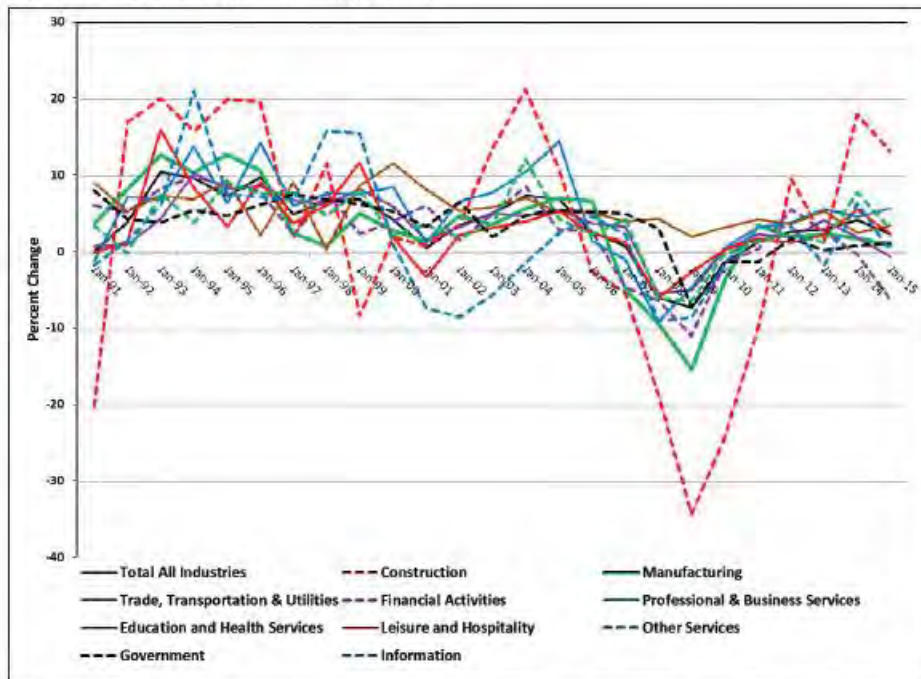 30
20
10
0
-10
-20
-30
-40
Percent Change
Jan-91
Jan-92
Jan-93
Jan-94
Jan-95
Jan-96
Jan-97
Jan-98
Jan-99
Jan-00
Jan-01
Jan-02
Jan-03
Jan-04
Jan-05
Jan-10
Jan-11
Jan-12
Jan-13
Jan-14
Jan-15
Total All Industries Construction Manufacturing
Trade, Transportation & Utilities Financial Activities Professional & Business Services
Education and Health Services Leisure and Hospitality Other Services
Government Information